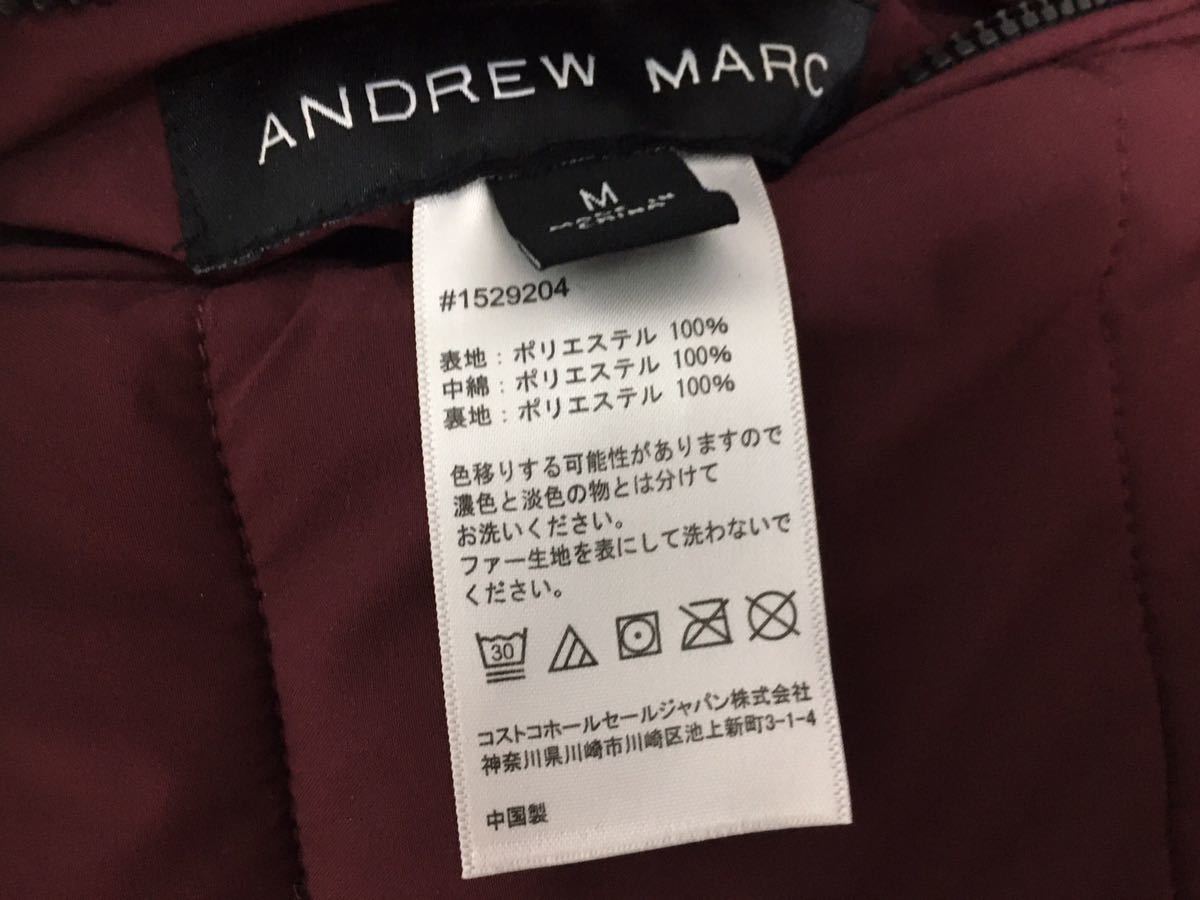 ANDREW MARC
M
MADE IN
CHINA
#1529204
表地：ポリエステル 100%
中綿：ポリエステル 100%
裏地：ポリエステル 100%
色移りする可能性がありますので
濃色と淡色の物とは分けて
お洗いください。
ファー生地を表にして洗わないで
ください。
30
コストコホールセールジャパン株式会社
神奈川県川崎市川崎区池上新町3-1-4
中国製